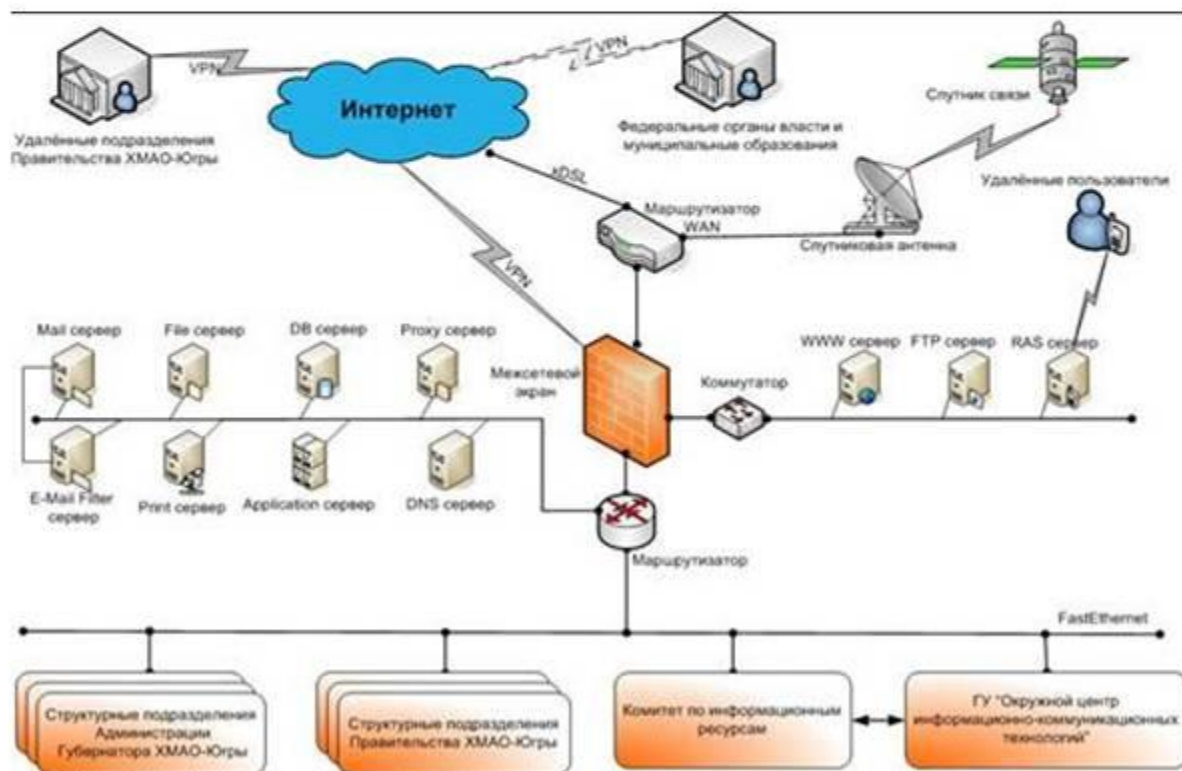 VPN
VPN
Интернет
Спутник связи
Удалённые подразделения
Правительства ХМАО-Югры
Федеральные органы власти и
муниципальные образования
xDSL
Удалённые пользователи
Маршрутизатор
WAN
Спутниковая антенна
VPN
Mail сервер
File сервер
DB сервер
Proxy сервер
Межсетевой
экран
Коммутатор
WWW сервер
FTP сервер
RAS сервер
E-Mail Filter
сервер
Print сервер
Application сервер
DNS сервер
Маршрутизатор
FastEthernet
Структурные подразделения
Администрации
Губернатора ХМАО-Югры
Структурные подразделения
Правительства ХМАО-Югры
Комитет по информационным
ресурсам
ГУ "Окружной центр
информационно-коммуникационных
технологий"